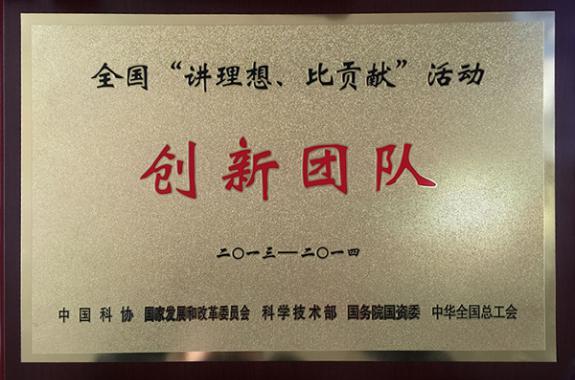 全国“讲理想、比贡献”活动
创新团队
二〇一三—二〇一四
中国科协 国家发展和改革委员会 科学技术部 国务院国资委 中华全国总工会